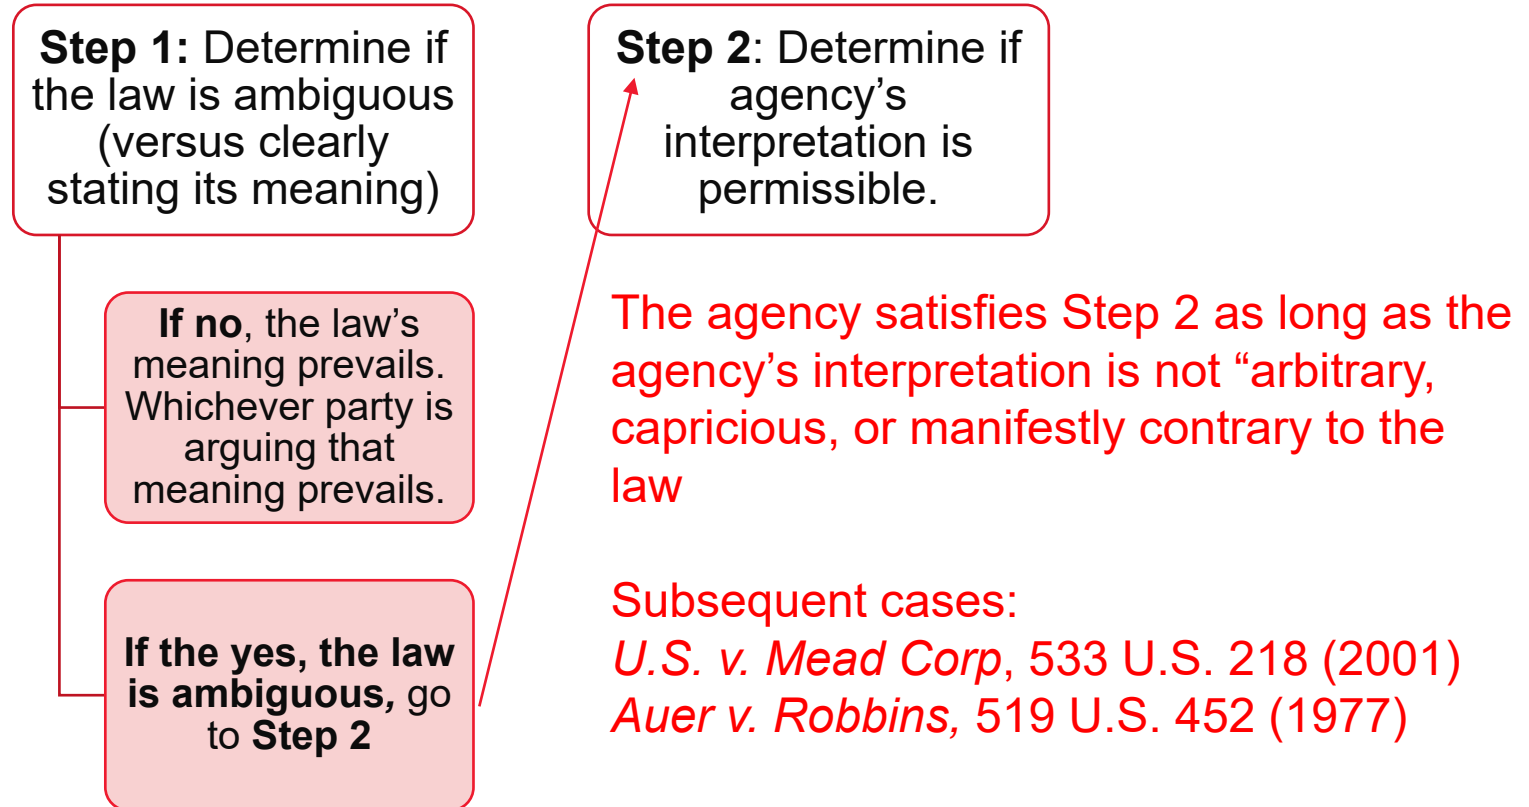 Step 1: Determine if
the law is ambiguous
(versus clearly
stating its meaning)
If no, the law’s
meaning prevails.
Whichever party is
arguing that
meaning prevails.
If the yes, the law
is ambiguous, go
to Step 2
Step 2: Determine if
agency’s
interpretation is
permissible.
The agency satisfies Step 2 as long as the
agency’s interpretation is not “arbitrary,
capricious, or manifestly contrary to the
law
Subsequent cases:
U.S. v. Mead Corp, 533 U.S. 218 (2001)
Auer v. Robbins, 519 U.S. 452 (1977)